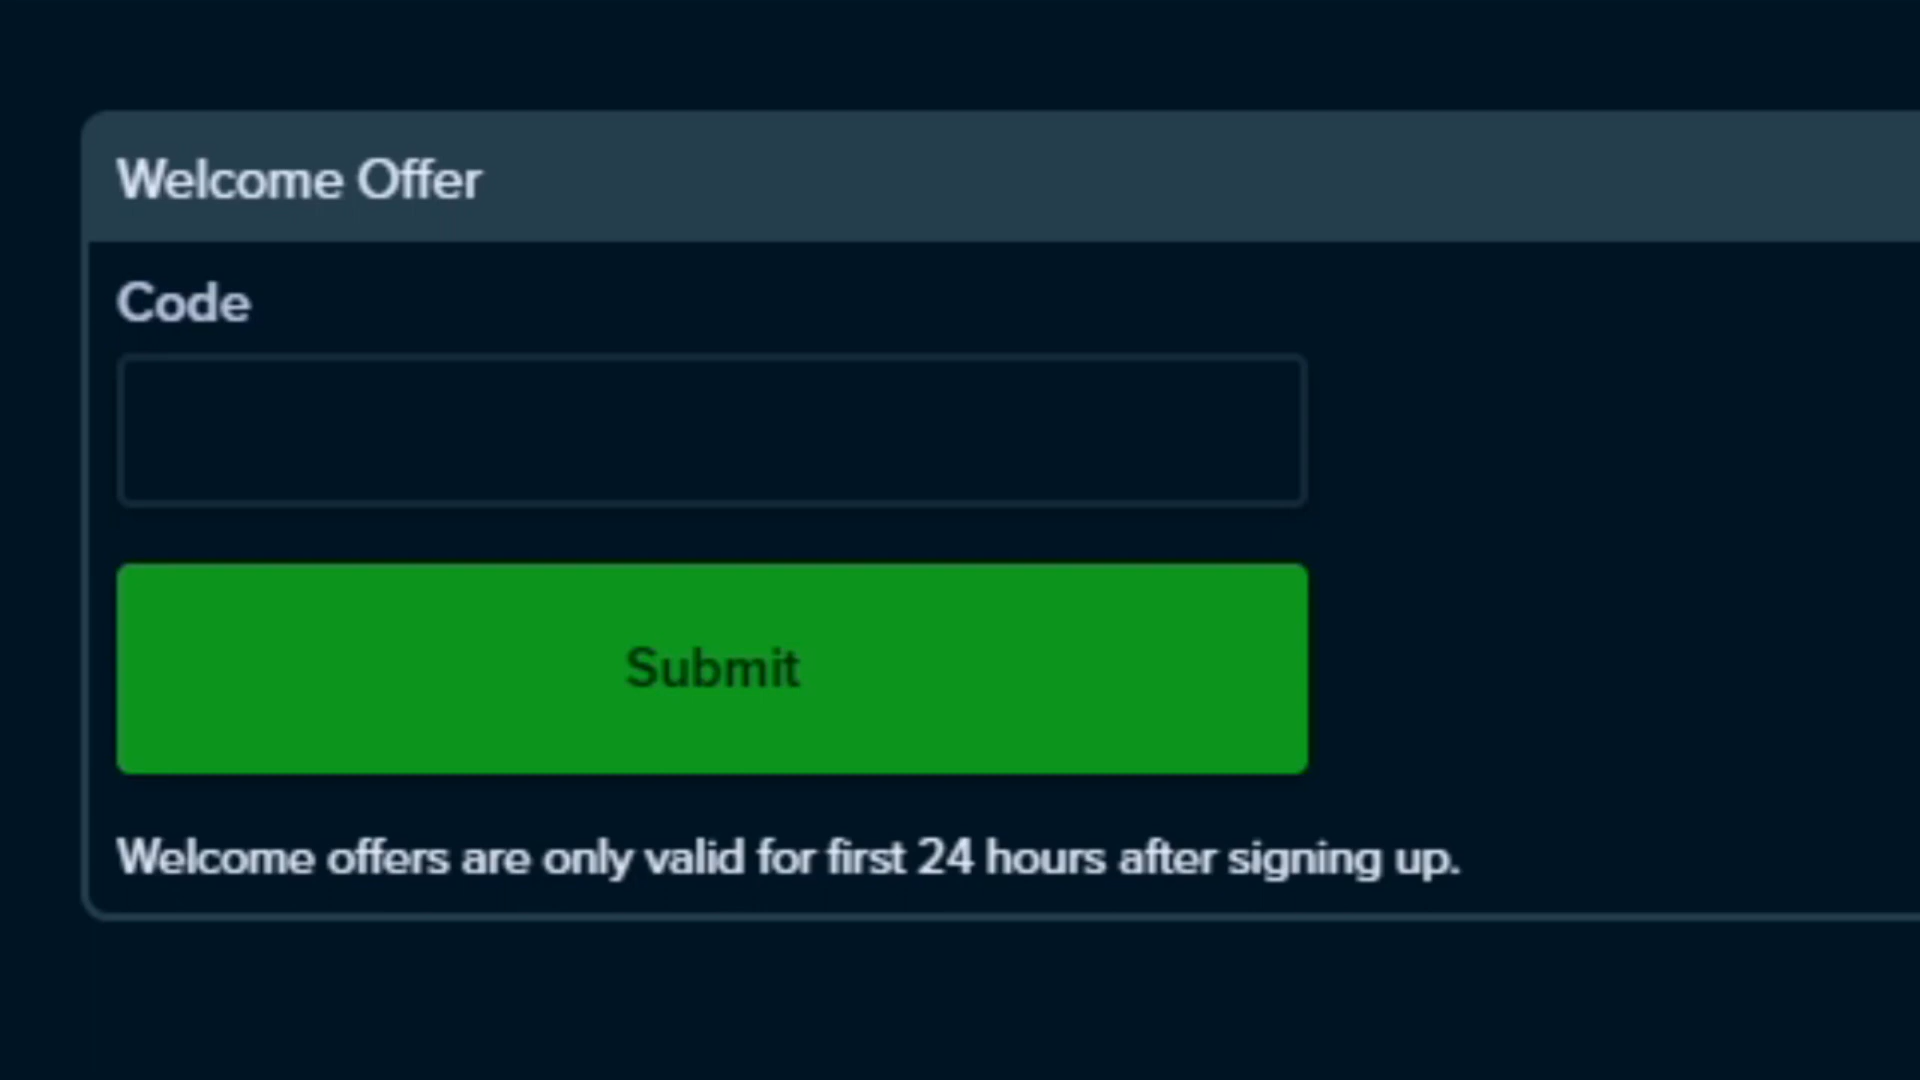 Welcome Offer
Code
Submit
Welcome offers are only valid for first 24 hours after signing up.